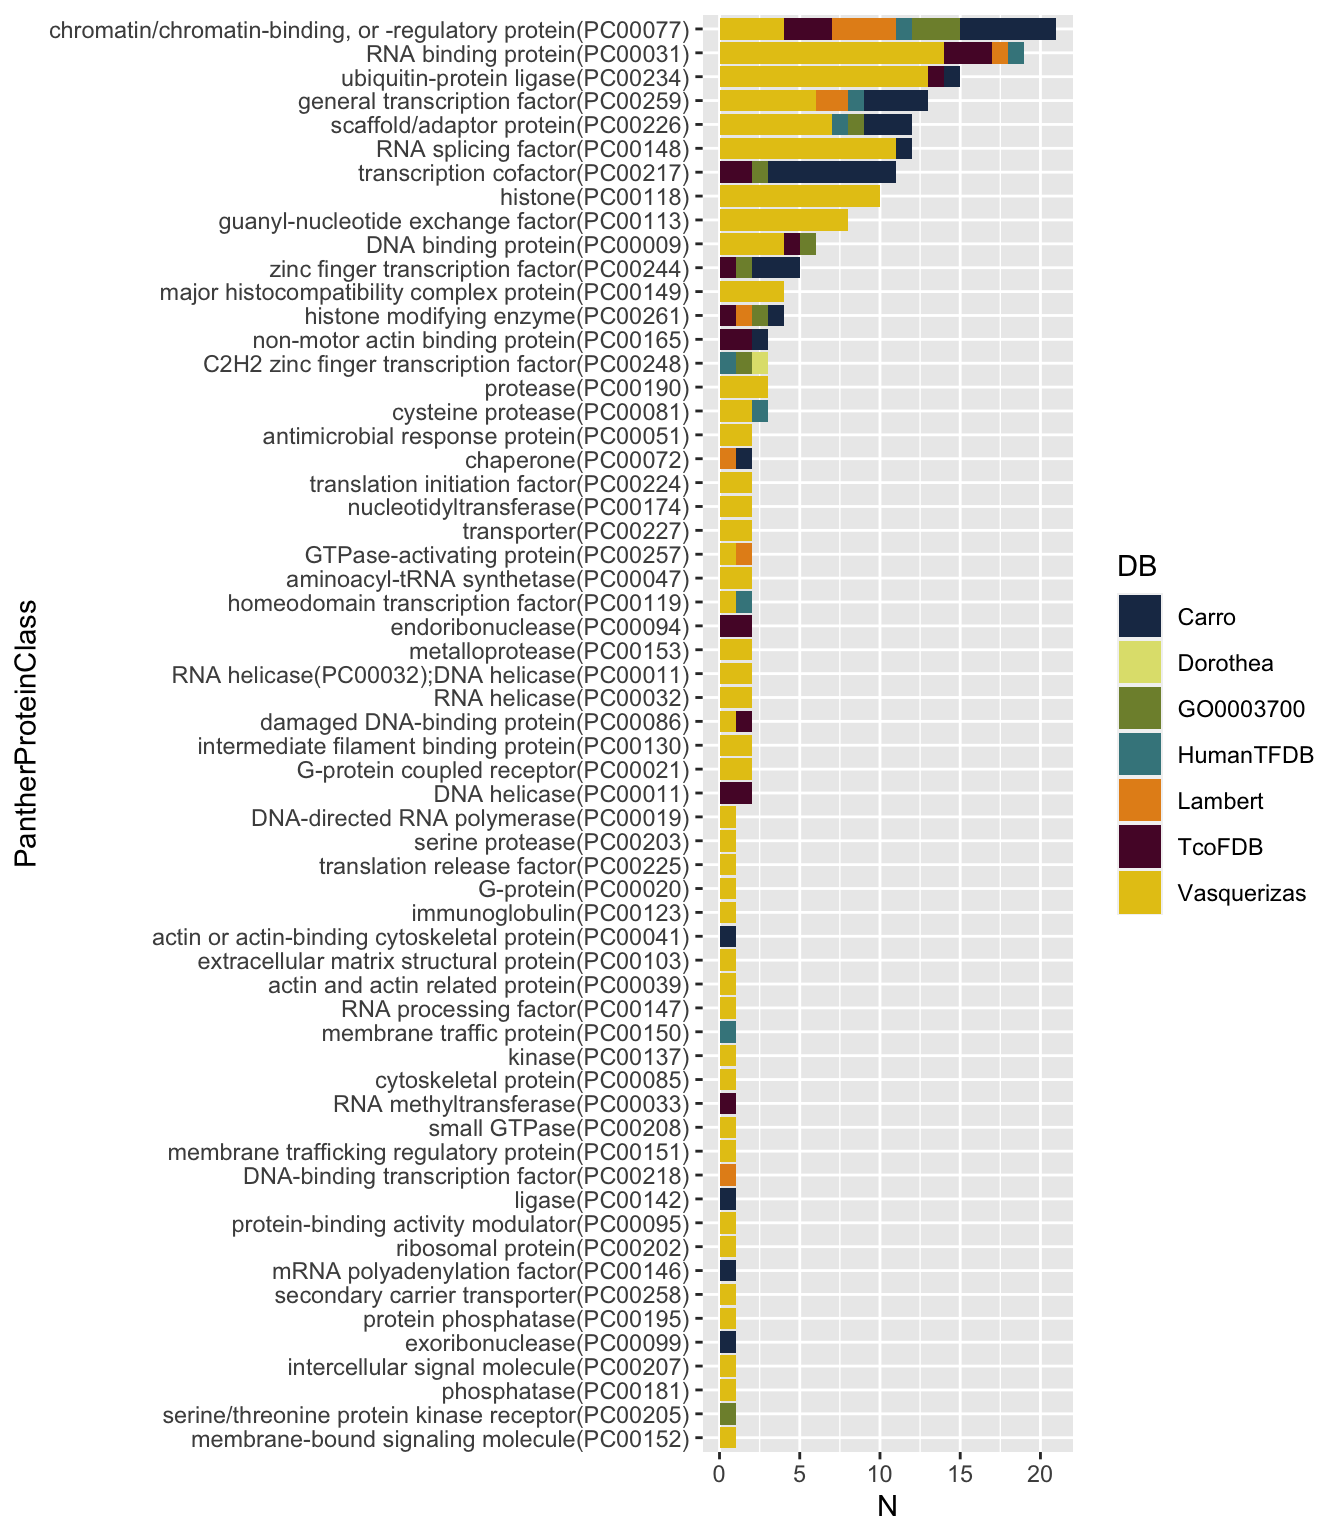 PantherProteinClass
chromatin/chromatin-binding, or -regulatory protein(PC00077)
RNA binding protein(PC00031)
ubiquitin-protein ligase(PC00234)
general transcription factor(PC00259)
scaffold/adaptor protein(PC00226)
RNA splicing factor(PC00148)
transcription cofactor(PC00217)
histone(PC00118)
guanyl-nucleotide exchange factor(PC00113)
DNA binding protein(PC00009)
zinc finger transcription factor(PC00244)
major histocompatibility complex protein(PC00149)
histone modifying enzyme(PC00261)
non-motor actin binding protein(PC00165)
C2H2 zinc finger transcription factor(PC00248)
protease(PC00190)
cysteine protease(PC00081)
antimicrobial response protein(PC00051)
chaperone(PC00072)
translation initiation factor(PC00224)
nucleotidyltransferase(PC00174)
transporter(PC00227)
GTPase-activating protein(PC00257)
aminoacyl-tRNA synthetase(PC00047)
homeodomain transcription factor(PC00119)
endoribonuclease(PC00094)
metalloprotease(PC00153)
RNA helicase(PC00032);DNA helicase(PC00011)
RNA helicase(PC00032)
damaged DNA-binding protein(PC00086)
intermediate filament binding protein(PC00130)
G-protein coupled receptor(PC00021)
DNA helicase(PC00011)
DNA-directed RNA polymerase(PC00019)
serine protease(PC00203)
translation release factor(PC00225)
G-protein(PC00020)
immunoglobulin(PC00123)
actin or actin-binding cytoskeletal protein(PC00041)
extracellular matrix structural protein(PC00103)
actin and actin related protein(PC00039)
RNA processing factor(PC00147)
membrane traffic protein(PC00150)
kinase(PC00137)
cytoskeletal protein(PC00085)
RNA methyltransferase(PC00033)
small GTPase(PC00208)
membrane trafficking regulatory protein(PC00151)
DNA-binding transcription factor(PC00218)
ligase(PC00142)
protein-binding activity modulator(PC00095)
ribosomal protein(PC00202)
mRNA polyadenylation factor(PC00146)
secondary carrier transporter(PC00258)
protein phosphatase(PC00195)
exoribonuclease(PC00099)
intercellular signal molecule(PC00207)
phosphatase(PC00181)
serine/threonine protein kinase receptor(PC00205)
membrane-bound signaling molecule(PC00152)
0 5 10 15 20
N
DB
Carro
Dorothea
GO0003700
HumanTFDB
Lambert
TcoFDB
Vasquerizas